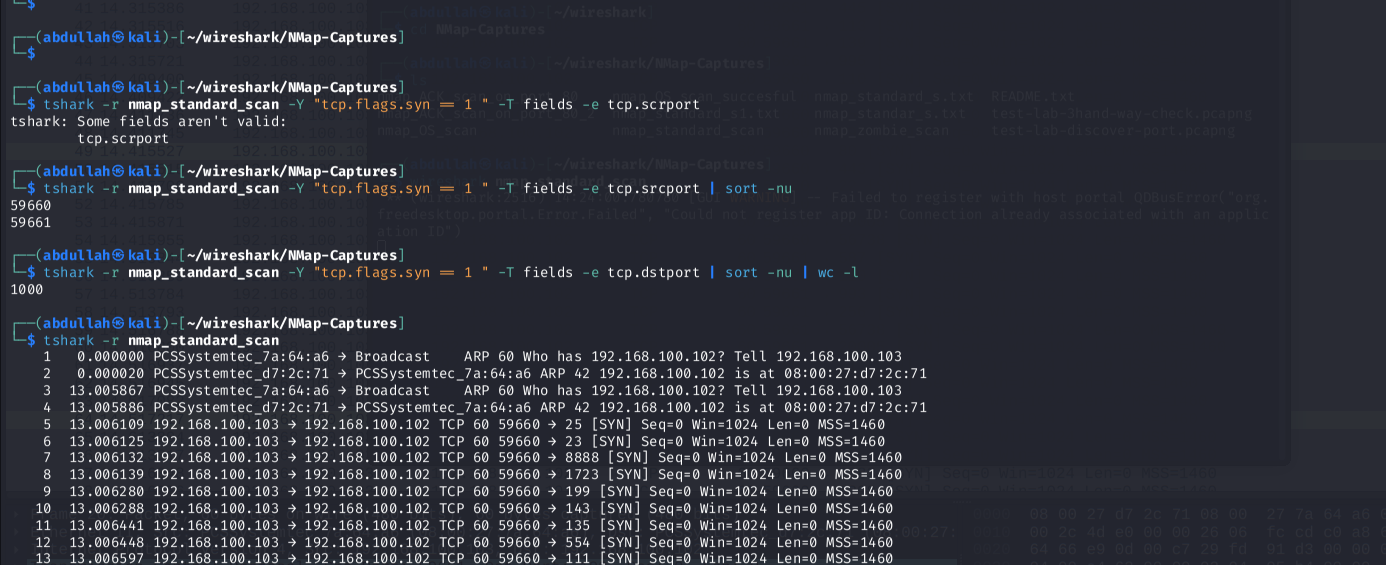 └─$
┌──(abdullah㉿kali)-[~/wireshark/NMap-Captures]
└─$
┌──(abdullah㉿kali)-[~/wireshark/NMap-Captures]
└─$ tshark -r nmap_standard_scan -Y "tcp.flags.syn == 1 " -T fields -e tcp.scrport
tshark: Some fields aren't valid:
        tcp.scrport
┌──(abdullah㉿kali)-[~/wireshark/NMap-Captures]
└─$ tshark -r nmap_standard_scan -Y "tcp.flags.syn == 1 " -T fields -e tcp.srcport | sort -nu
59660
59661
┌──(abdullah㉿kali)-[~/wireshark/NMap-Captures]
└─$ tshark -r nmap_standard_scan -Y "tcp.flags.syn == 1 " -T fields -e tcp.dstport | sort -nu | wc -l
1000
┌──(abdullah㉿kali)-[~/wireshark/NMap-Captures]
└─$ tshark -r nmap_standard_scan
    1   0.000000 PCSSystemtec_7a:64:a6 → Broadcast    ARP 60 Who has 192.168.100.102? Tell 192.168.100.103
    2   0.000020 PCSSystemtec_d7:2c:71 → PCSSystemtec_7a:64:a6 ARP 42 192.168.100.102 is at 08:00:27:d7:2c:71
    3  13.005867 PCSSystemtec_7a:64:a6 → Broadcast    ARP 60 Who has 192.168.100.102? Tell 192.168.100.103
    4  13.005886 PCSSystemtec_d7:2c:71 → PCSSystemtec_7a:64:a6 ARP 42 192.168.100.102 is at 08:00:27:d7:2c:71
    5  13.006109 192.168.100.103 → 192.168.100.102 TCP 60 59660 → 25 [SYN] Seq=0 Win=1024 Len=0 MSS=1460
    6  13.006125 192.168.100.103 → 192.168.100.102 TCP 60 59660 → 23 [SYN] Seq=0 Win=1024 Len=0 MSS=1460
    7  13.006132 192.168.100.103 → 192.168.100.102 TCP 60 59660 → 8888 [SYN] Seq=0 Win=1024 Len=0 MSS=1460
    8  13.006139 192.168.100.103 → 192.168.100.102 TCP 60 59660 → 1723 [SYN] Seq=0 Win=1024 Len=0 MSS=1460
    9  13.006280 192.168.100.103 → 192.168.100.102 TCP 60 59660 → 199 [SYN] Seq=0 Win=1024 Len=0 MSS=1460
   10  13.006288 192.168.100.103 → 192.168.100.102 TCP 60 59660 → 143 [SYN] Seq=0 Win=1024 Len=0 MSS=1460
   11  13.006441 192.168.100.103 → 192.168.100.102 TCP 60 59660 → 135 [SYN] Seq=0 Win=1024 Len=0 MSS=1460
   12  13.006448 192.168.100.103 → 192.168.100.102 TCP 60 59660 → 554 [SYN] Seq=0 Win=1024 Len=0 MSS=1460
   13  13.006597 192.168.100.103 → 192.168.100.102 TCP 60 59660 → 111 [SYN] Seq=0 Win=1024 Len=0 MSS=1460